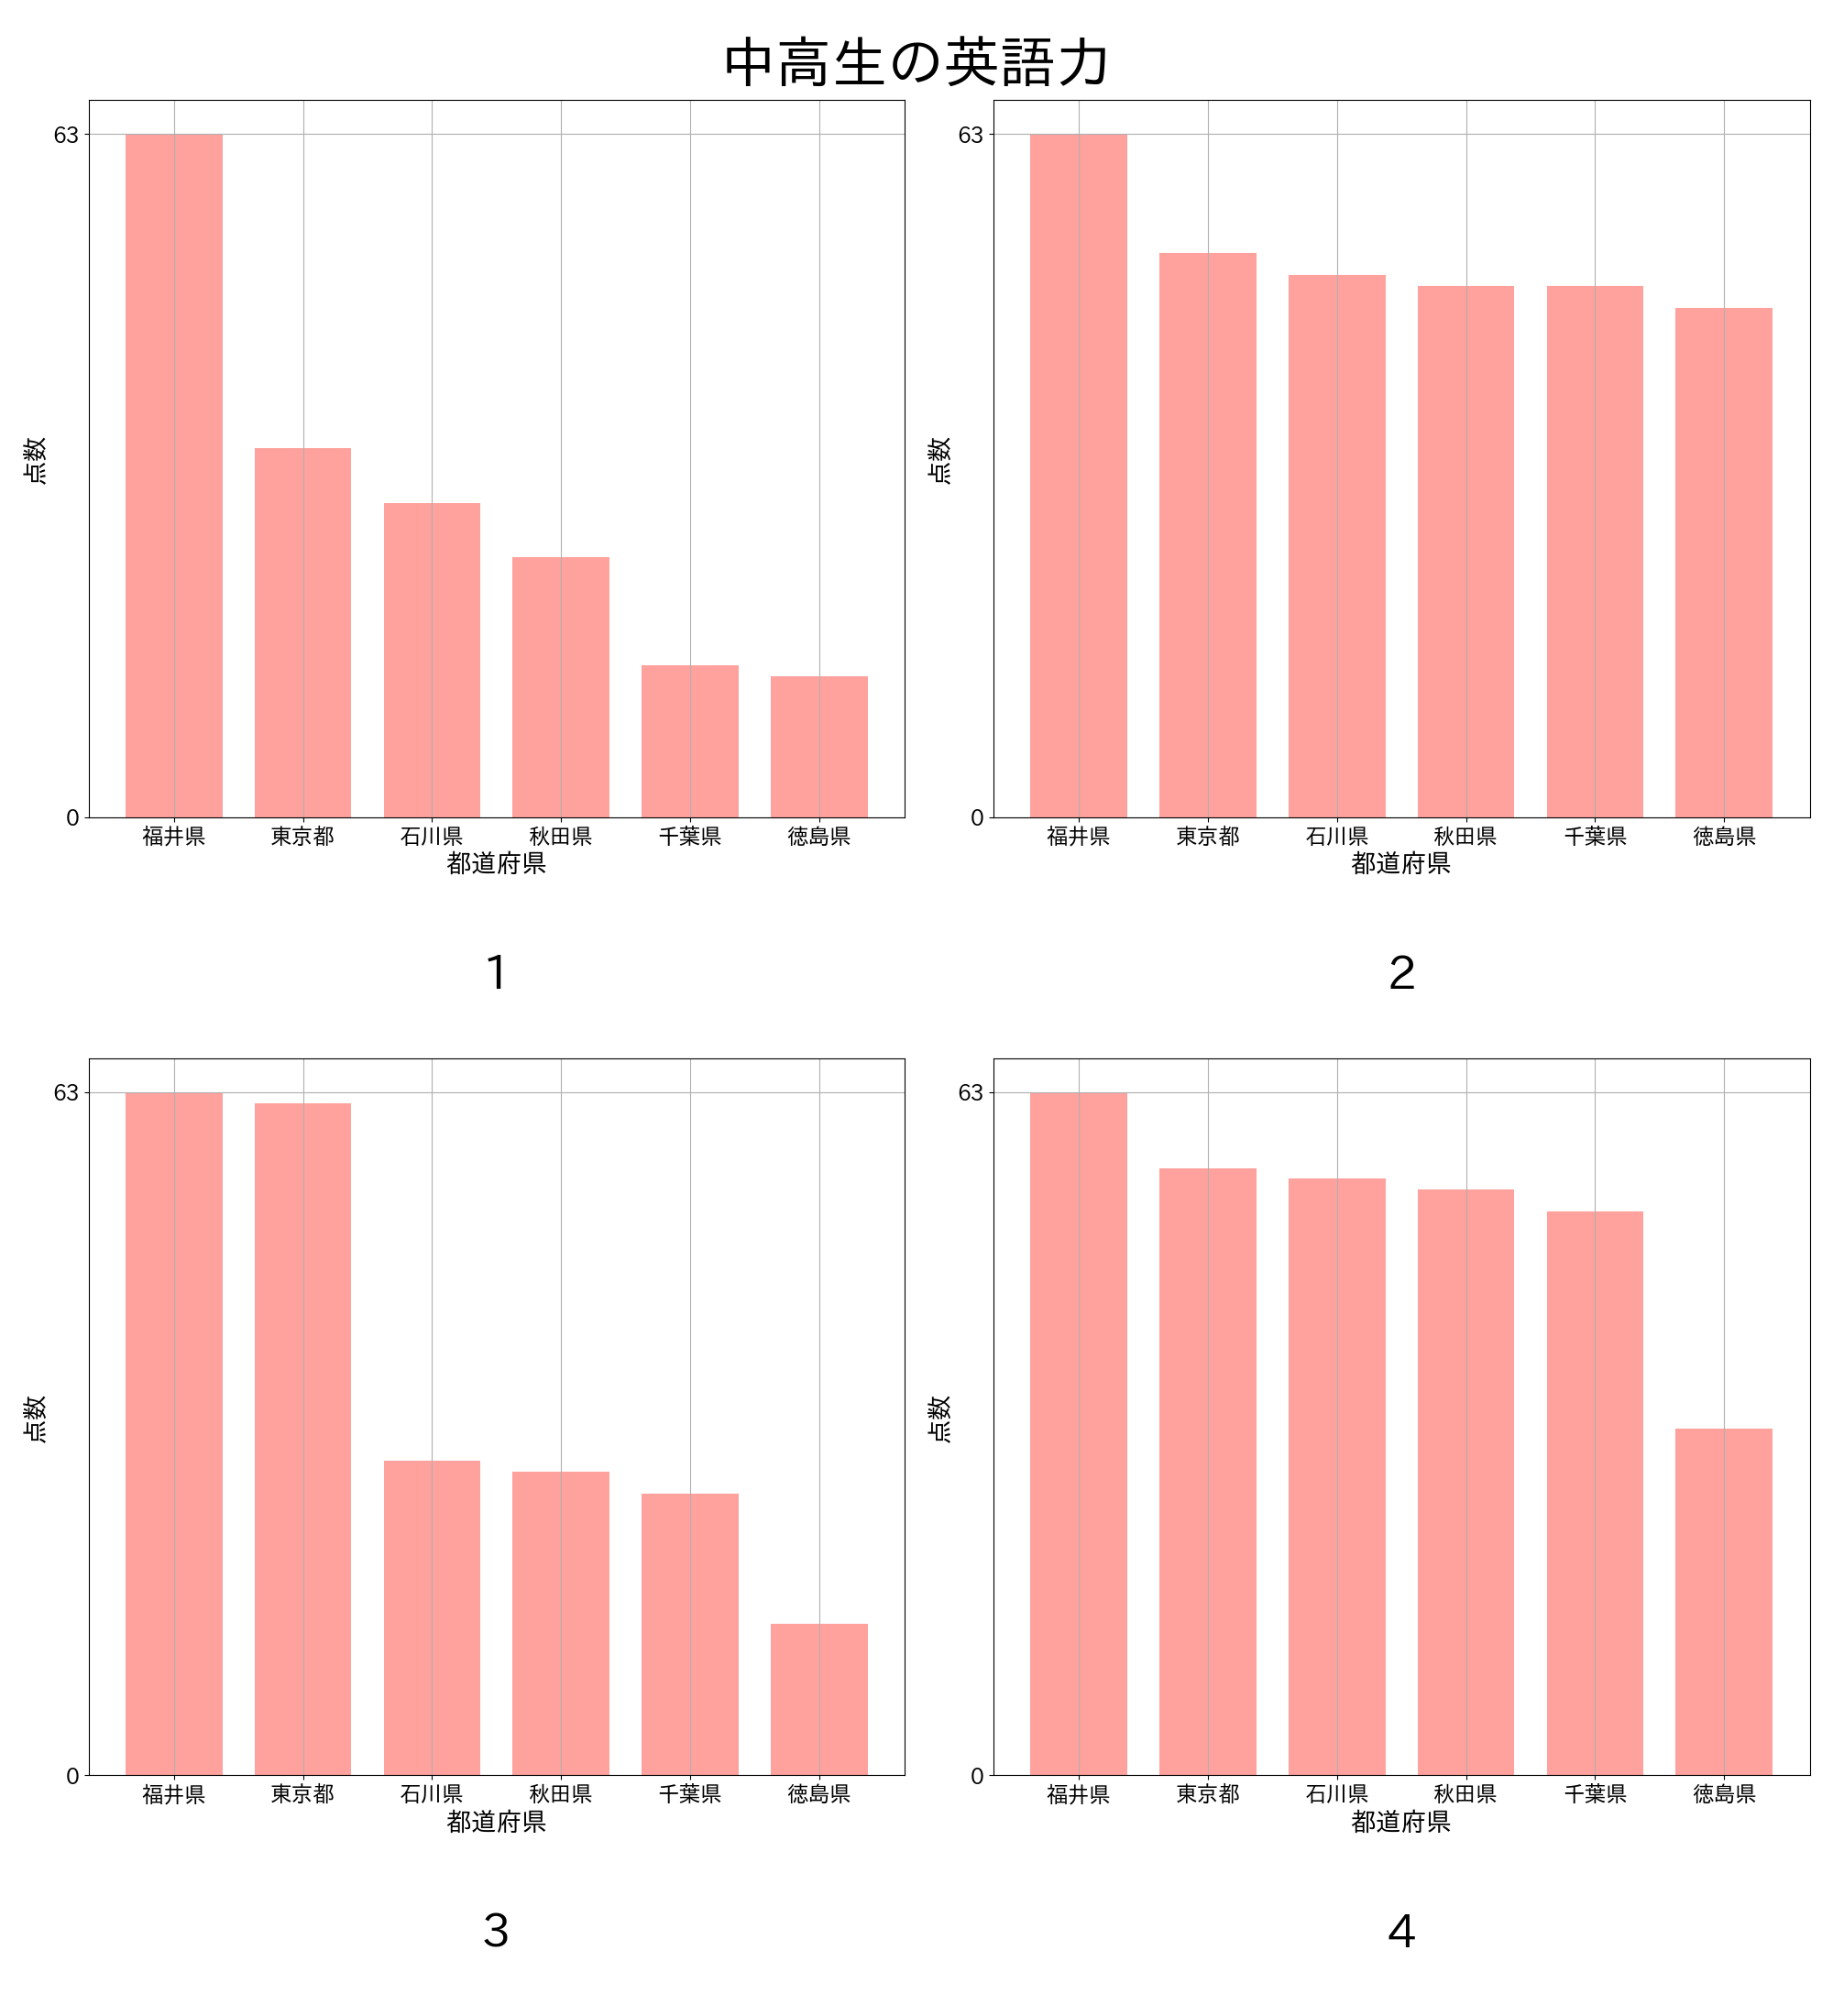 中高生の英語力
63
0
点数
福井県 東京都 石川県 秋田県 千葉県 徳島県
都道府県
1
63
0
点数
福井県 東京都 石川県 秋田県 千葉県 徳島県
都道府県
2
63
0
点数
福井県 東京都 石川県 秋田県 千葉県 徳島県
都道府県
3
63
0
点数
福井県 東京都 石川県 秋田県 千葉県 徳島県
都道府県
4